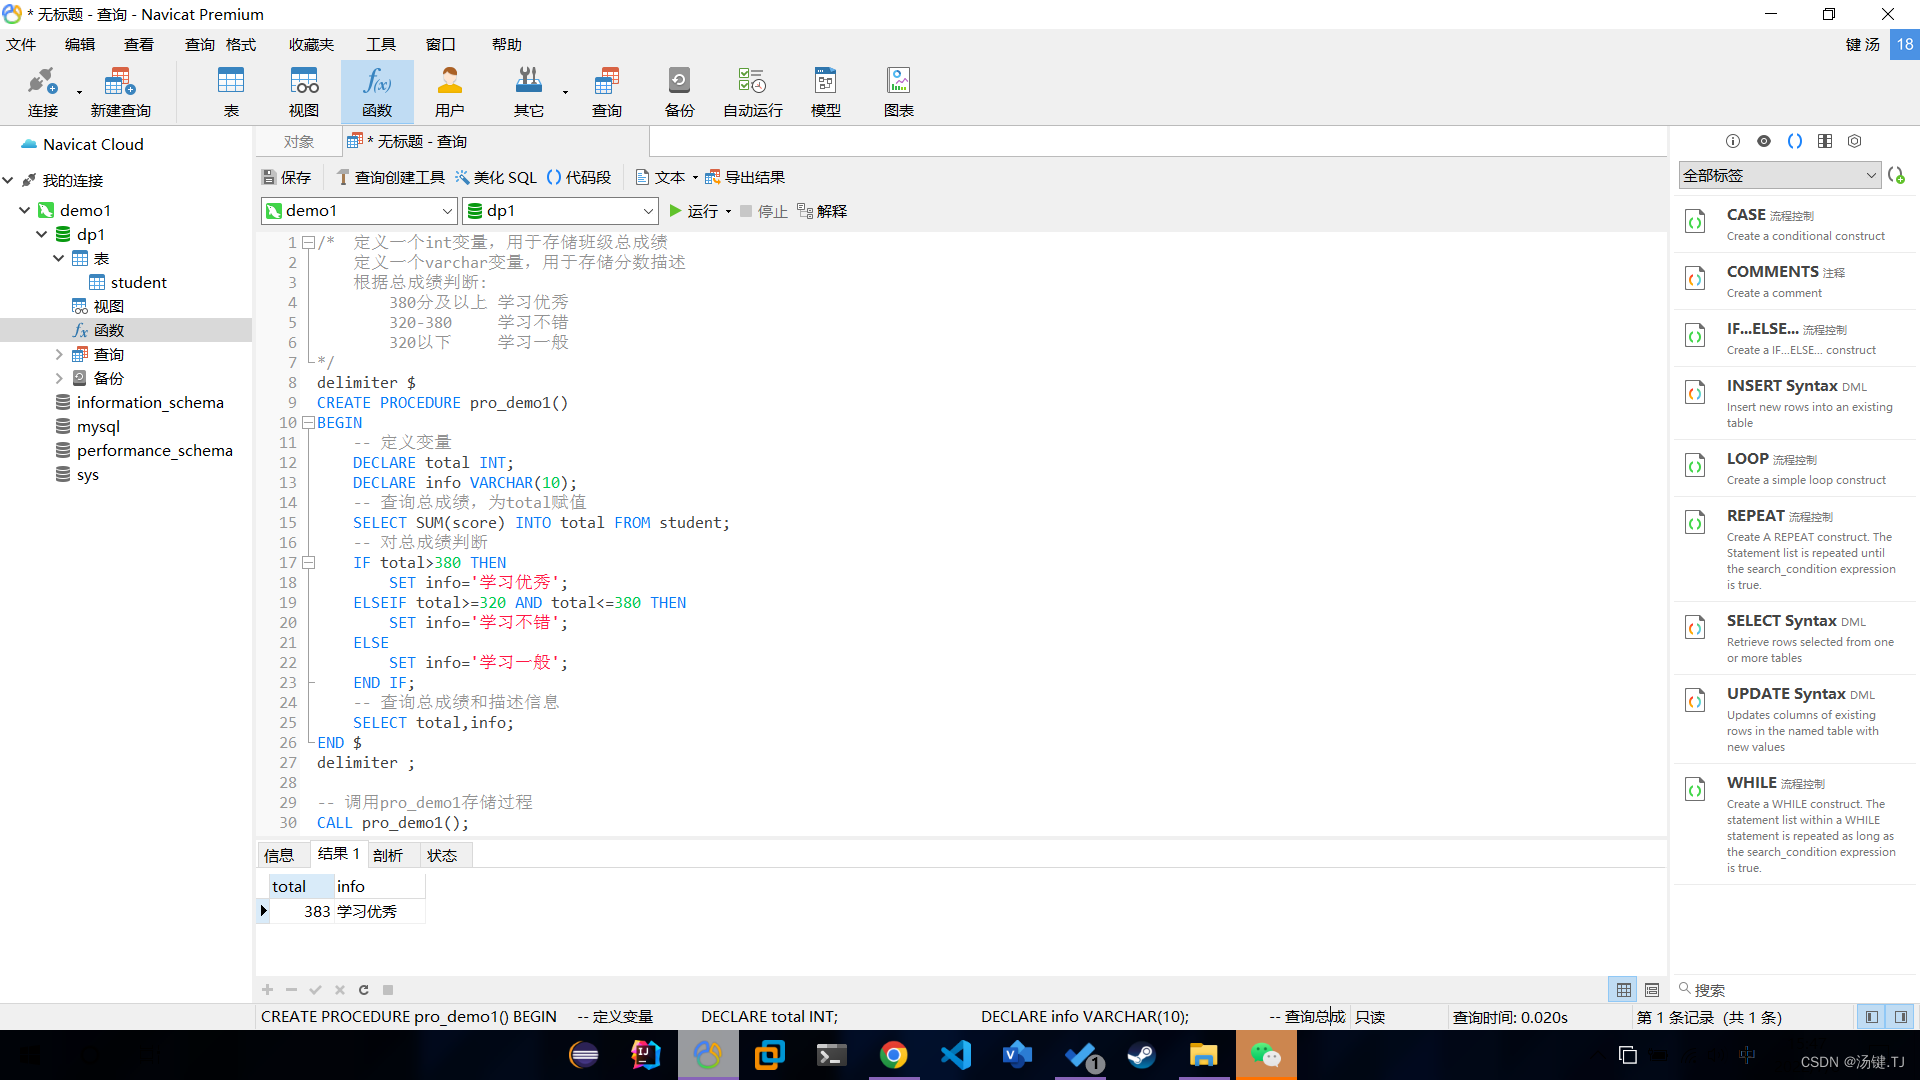 * 无标题 - 查询 - Navicat Premium
文件 编辑 查看 查询 格式 收藏夹 工具 窗口 帮助 键 汤 18
连接 新建查询 表 视图 函数 用户 其它 查询 备份 自动运行 模型 图表
Navicat Cloud
我的连接
demo1
dp1
表
student
视图
函数
查询
备份
information_schema
mysql
performance_schema
sys
对象 * 无标题 - 查询
保存 查询创建工具 美化 SQL 代码段 文本 导出结果
demo1 dp1 运行 停止 解释
1 /* 定义一个int变量，用于存储班级总成绩
2 定义一个varchar变量，用于存储分数描述
3 根据总成绩判断:
4 380分及以上 学习优秀
5 320-380 学习不错
6 320以下 学习一般
7 */
8 delimiter $
9 CREATE PROCEDURE pro_demo1()
10 BEGIN
11 -- 定义变量
12 DECLARE total INT;
13 DECLARE info VARCHAR(10);
14 -- 查询总成绩，为total赋值
15 SELECT SUM(score) INTO total FROM student;
16 -- 对总成绩判断
17 IF total>380 THEN
18 SET info='学习优秀';
19 ELSEIF total>=320 AND total<=380 THEN
20 SET info='学习不错';
21 ELSE
22 SET info='学习一般';
23 END IF;
24 -- 查询总成绩和描述信息
25 SELECT total,info;
26 END $
27 delimiter ;
28
29 -- 调用pro_demo1存储过程
30 CALL pro_demo1();
信息 结果 1 剖析 状态
total info
383 学习优秀
全部标签
CASE 流程控制
Create a conditional construct
COMMENTS 注释
Create a comment
IF...ELSE... 流程控制
Create a IF...ELSE... construct
INSERT Syntax DML
Insert new rows into an existing
table
LOOP 流程控制
Create a simple loop construct
REPEAT 流程控制
Create A REPEAT construct. The
Statement list is repeated until
the search_condition expression
is true.
SELECT Syntax DML
Retrieve rows selected from one
or more tables
UPDATE Syntax DML
Updates columns of existing
rows in the named table with
new values
WHILE 流程控制
Create a WHILE construct. The
statement list within a WHILE
statement is repeated as long as
the search_condition expression
is true.
搜索
CREATE PROCEDURE pro_demo1() BEGIN -- 定义变量 DECLARE total INT; DECLARE info VARCHAR(10); -- 查询总成 只读 查询时间: 0.020s 第 1 条记录 (共 1 条)
1
中
CSDN @汤键.TJ